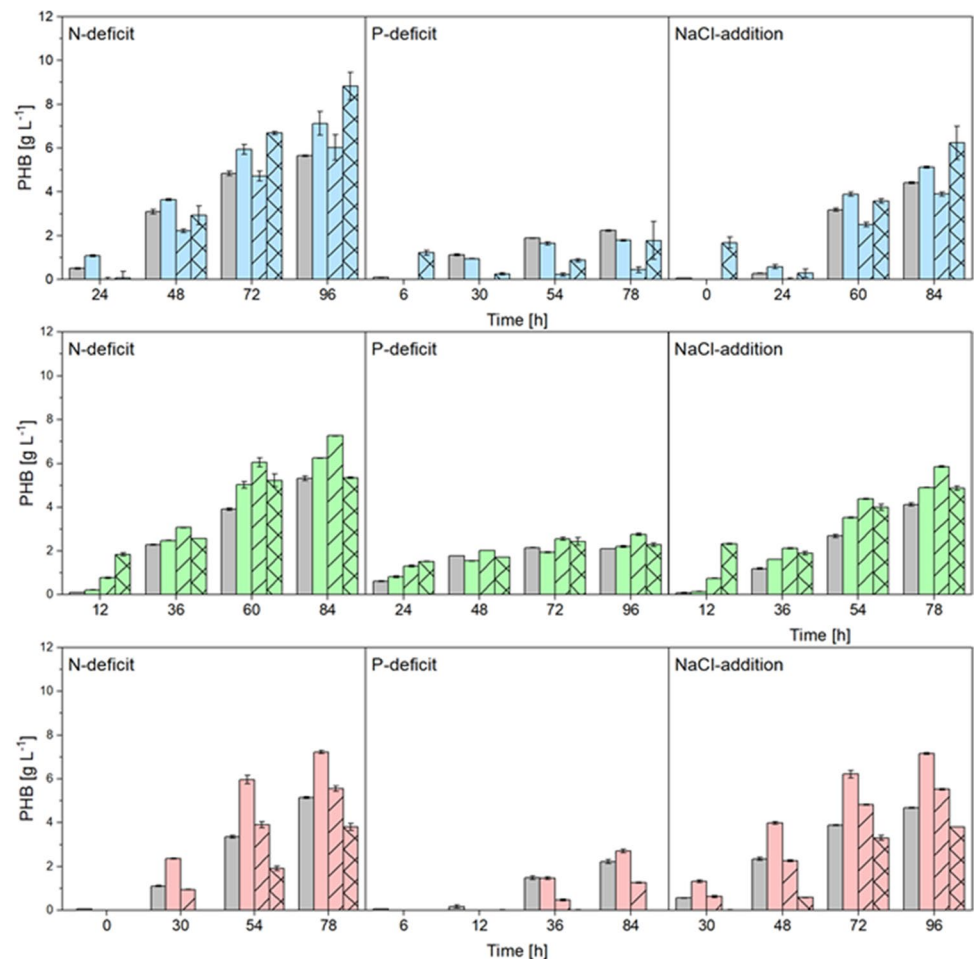 N-deficit P-deficit NaCl-addition
12
10
8
6
4
2
0
PHB [g L⁻¹]
24 48 72 96 6 30 54 78 0 24 60 84
Time [h]
N-deficit P-deficit NaCl-addition
12
10
8
6
4
2
0
PHB [g L⁻¹]
12 36 60 84 24 48 72 96 12 36 54 78
Time [h]
N-deficit P-deficit NaCl-addition
12
10
8
6
4
2
0
PHB [g L⁻¹]
0 30 54 78 6 12 36 84 30 48 72 96
Time [h]